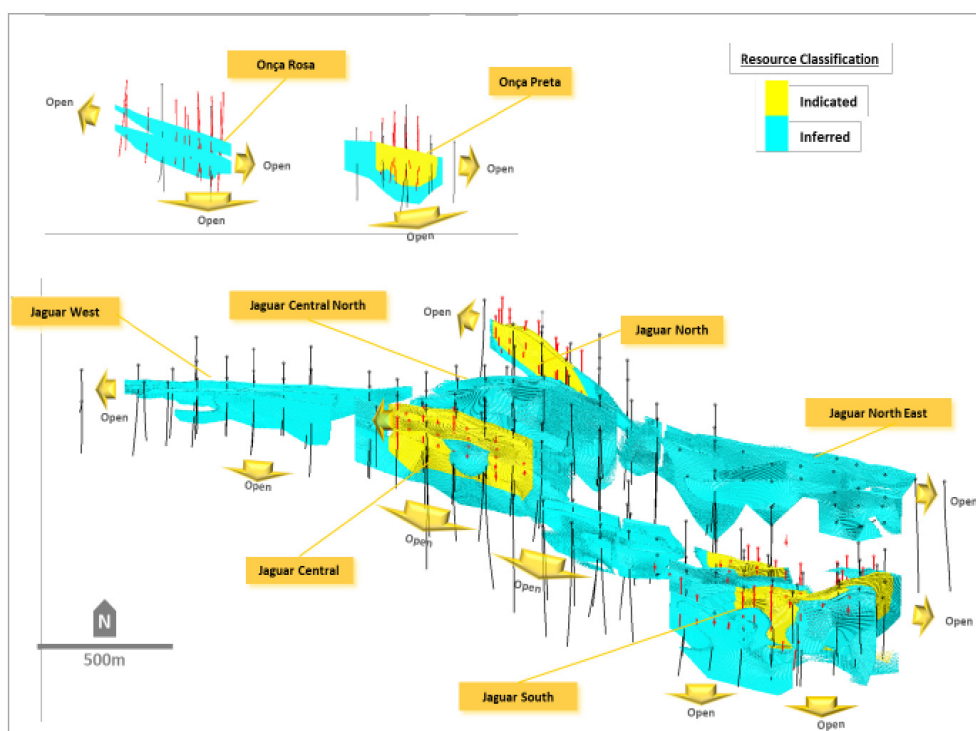 Onça Rosa
Onça Preta
Resource Classification
Indicated
Inferred
Open
Open
Open
Open
Open
Jaguar West
Jaguar Central North
Jaguar North
Open
Jaguar North East
Open
Open
Open
Open
Jaguar Central
Open
Open
N
500m
Jaguar South
Open
Open